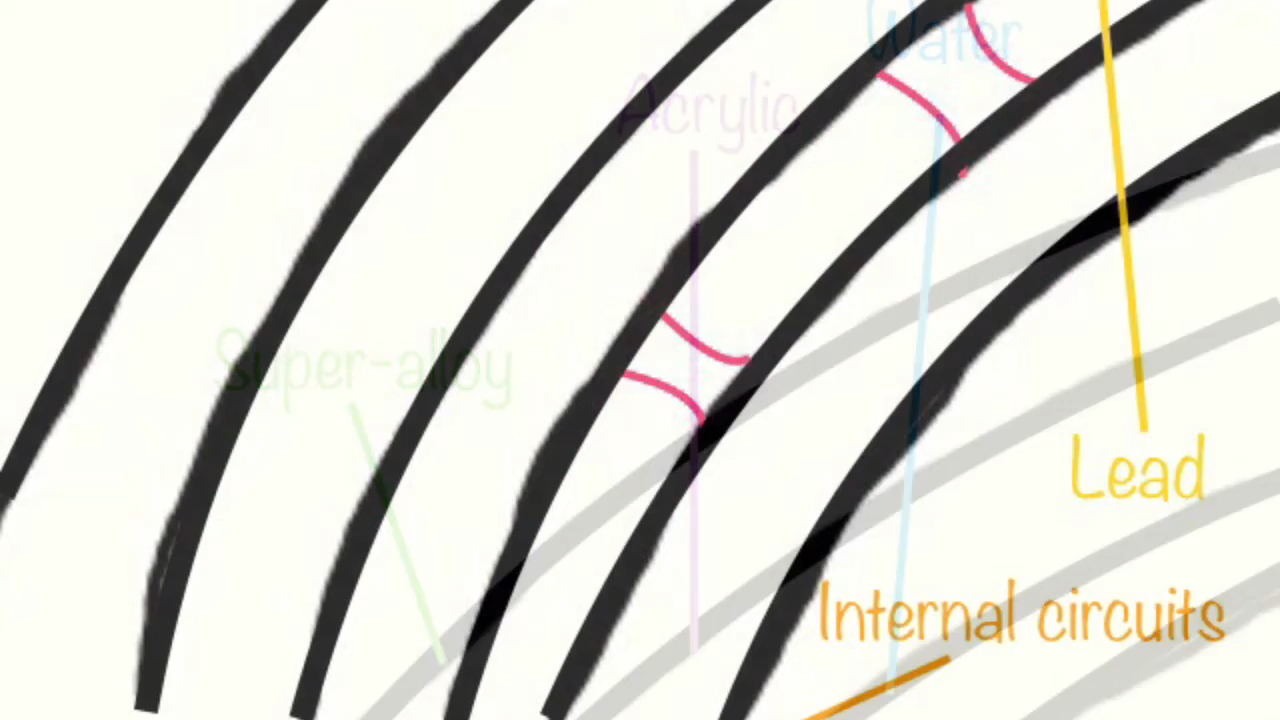 Water
Acrylic
Super-alloy
Lead
Internal circuits